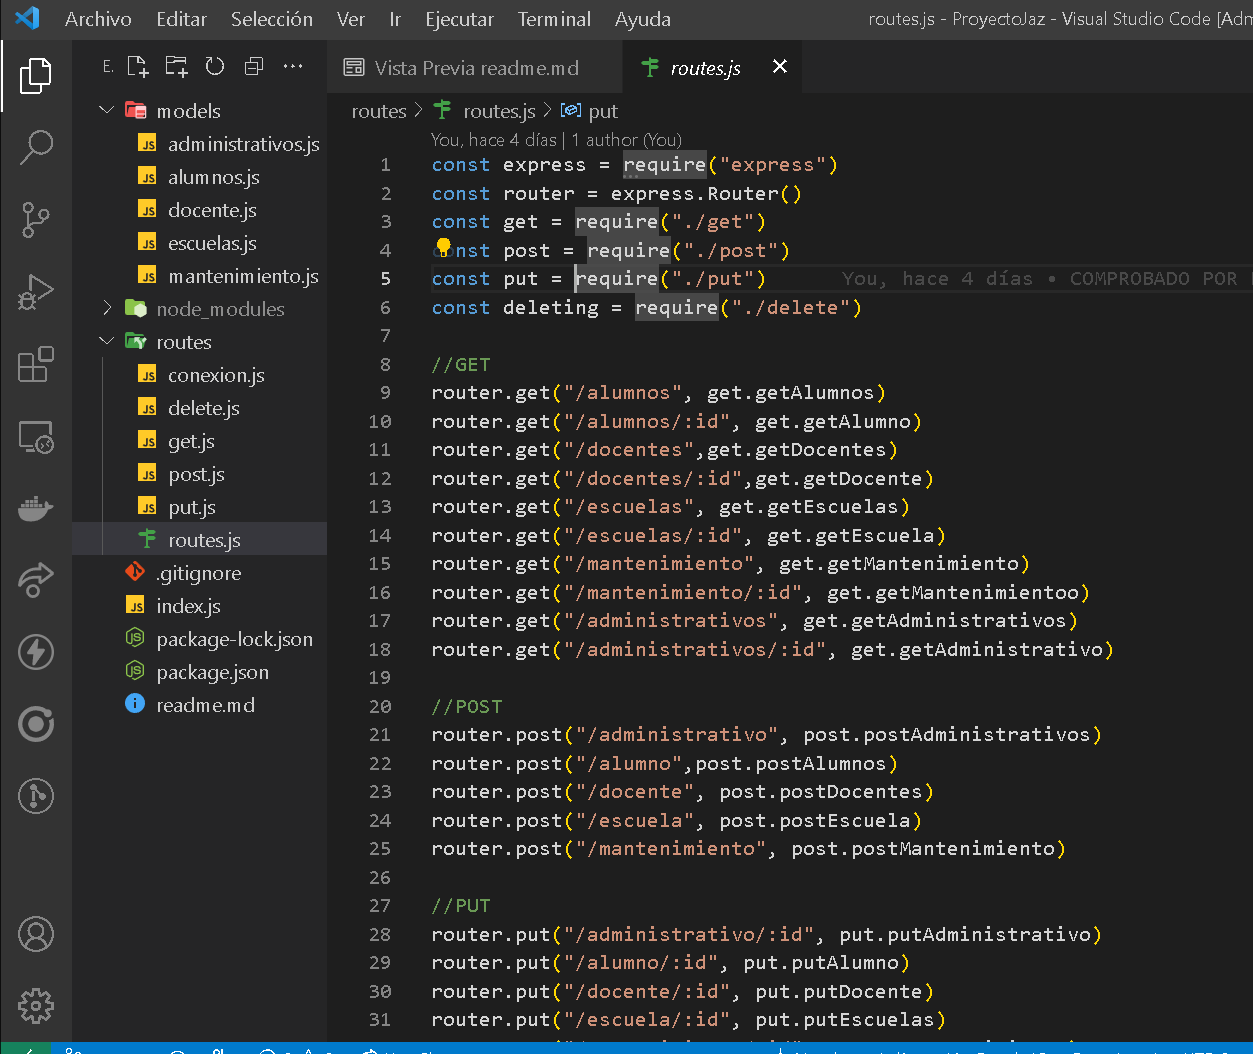 Archivo Editar Selección Ver Ir Ejecutar Terminal Ayuda routes.js - ProyectoJaz - Visual Studio Code [Adm
E.
models
JS administrativos.js
JS alumnos.js
JS docente.js
JS escuelas.js
JS mantenimiento.js
node_modules
routes
JS conexion.js
JS delete.js
JS get.js
JS post.js
JS put.js
routes.js
.gitignore
JS index.js
package-lock.json
package.json
readme.md
Vista Previa readme.md routes.js
routes > routes.js > put
You, hace 4 días | 1 author (You)
1 const express = require("express")
2 const router = express.Router()
3 const get = require("./get")
4 const post = require("./post")
5 const put = require("./put") You, hace 4 días • COMPROBADO POR
6 const deleting = require("./delete")
7
8 //GET
9 router.get("/alumnos", get.getAlumnos)
10 router.get("/alumnos/:id", get.getAlumno)
11 router.get("/docentes",get.getDocentes)
12 router.get("/docentes/:id",get.getDocente)
13 router.get("/escuelas", get.getEscuelas)
14 router.get("/escuelas/:id", get.getEscuela)
15 router.get("/mantenimiento", get.getMantenimiento)
16 router.get("/mantenimiento/:id", get.getMantenimientoo)
17 router.get("/administrativos", get.getAdministrativos)
18 router.get("/administrativos/:id", get.getAdministrativo)
19
20 //POST
21 router.post("/administrativo", post.postAdministrativos)
22 router.post("/alumno",post.postAlumnos)
23 router.post("/docente", post.postDocentes)
24 router.post("/escuela", post.postEscuela)
25 router.post("/mantenimiento", post.postMantenimiento)
26
27 //PUT
28 router.put("/administrativo/:id", put.putAdministrativo)
29 router.put("/alumno/:id", put.putAlumno)
30 router.put("/docente/:id", put.putDocente)
31 router.put("/escuela/:id", put.putEscuelas)